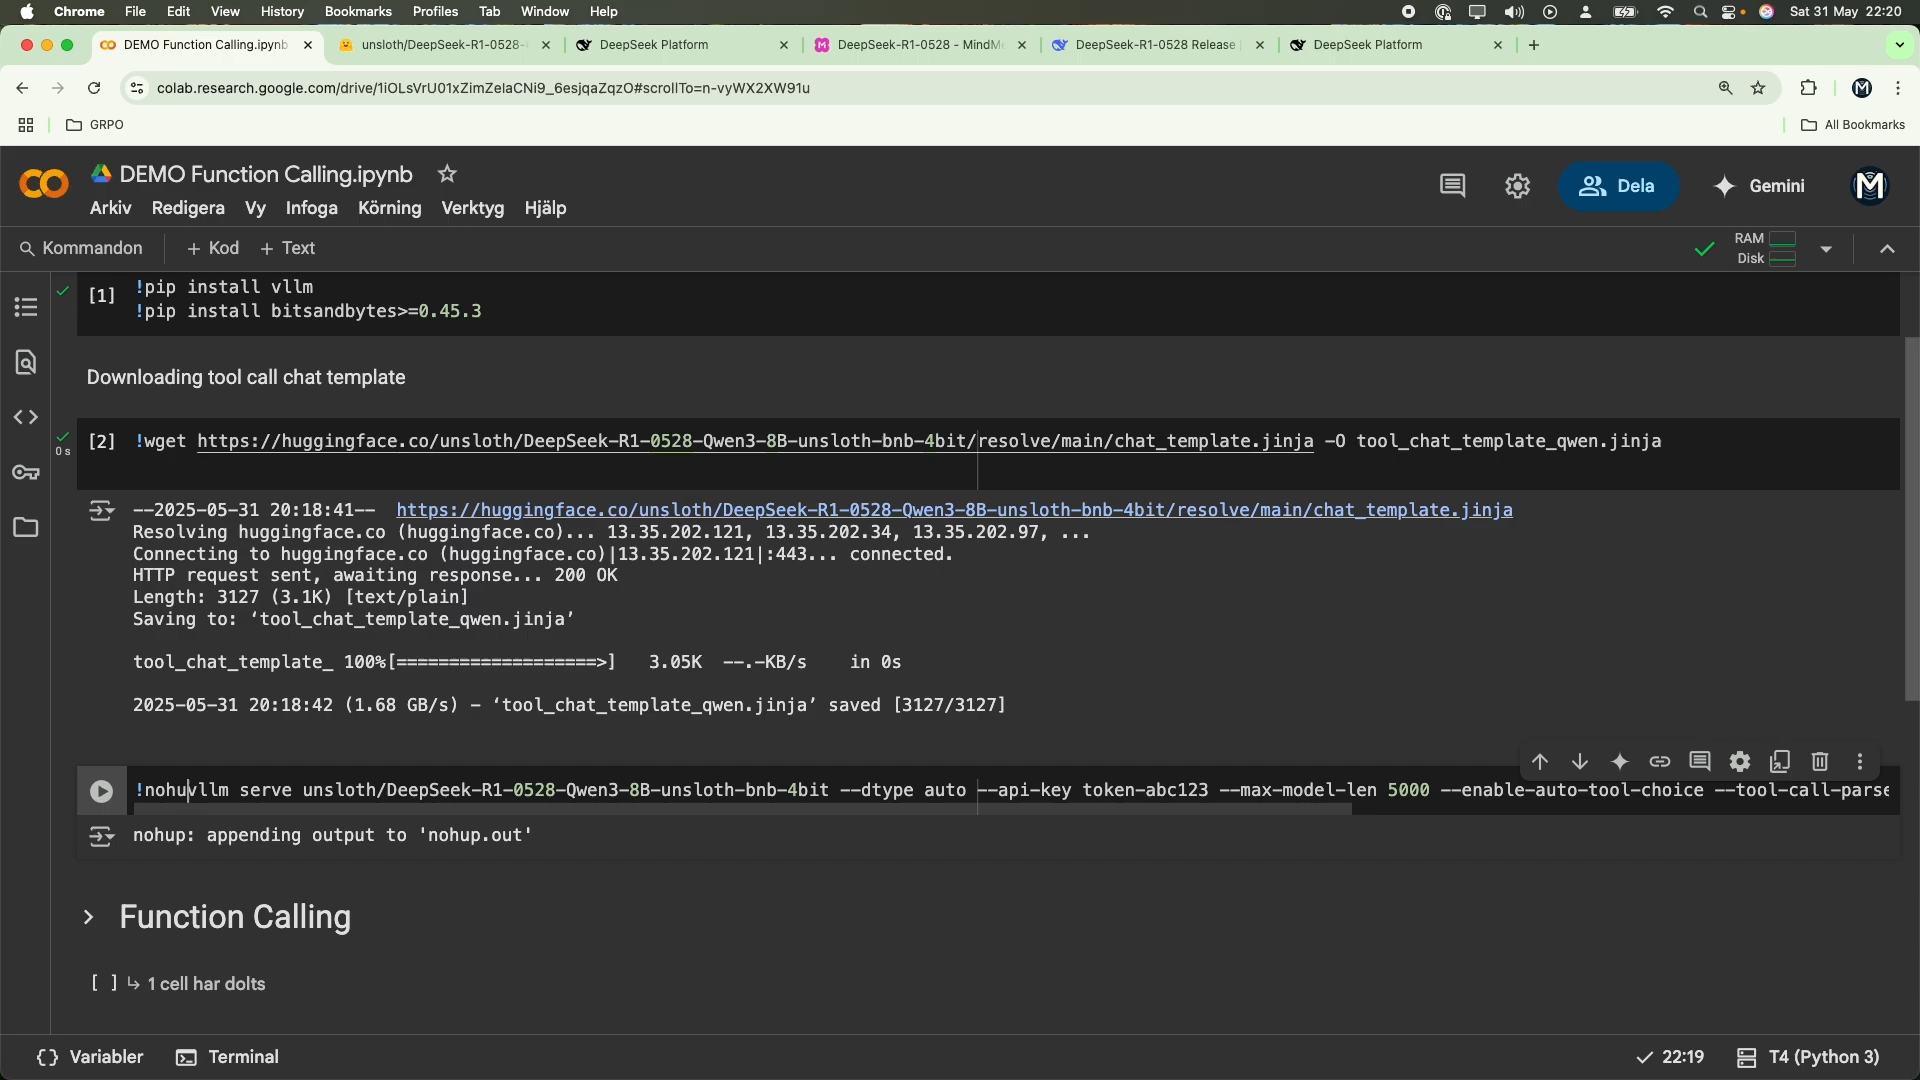 Chrome File Edit View History Bookmarks Profiles Tab Window Help Sat 31 May 22:20
DEMO Function Calling.ipynb unsloth/DeepSeek-R1-0528- DeepSeek Platform DeepSeek-R1-0528 - MindM DeepSeek-R1-0528 Release DeepSeek Platform
colab.research.google.com/drive/1iOLsVrU01xZimZelaCNi9_6esjqaZqzO#scrollTo=n-vyWX2XW91u
GRPO All Bookmarks
DEMO Function Calling.ipynb
Dela Gemini
Arkiv Redigera Vy Infoga Körning Verktyg Hjälp
Kommandon + Kod + Text RAM
Disk
[1] !pip install vllm
!pip install bitsandbytes>=0.45.3
Downloading tool call chat template
[2] !wget https://huggingface.co/unsloth/DeepSeek-R1-0528-Qwen3-8B-unsloth-bnb-4bit/resolve/main/chat_template.jinja -O tool_chat_template_qwen.jinja
0 s
--2025-05-31 20:18:41-- https://huggingface.co/unsloth/DeepSeek-R1-0528-Qwen3-8B-unsloth-bnb-4bit/resolve/main/chat_template.jinja
Resolving huggingface.co (huggingface.co)... 13.35.202.121, 13.35.202.34, 13.35.202.97, ...
Connecting to huggingface.co (huggingface.co)|13.35.202.121|:443... connected.
HTTP request sent, awaiting response... 200 OK
Length: 3127 (3.1K) [text/plain]
Saving to: ‘tool_chat_template_qwen.jinja’
tool_chat_template_ 100%[===================>] 3.05K --.-KB/s in 0s
2025-05-31 20:18:42 (1.68 GB/s) - ‘tool_chat_template_qwen.jinja’ saved [3127/3127]
!nohuvllm serve unsloth/DeepSeek-R1-0528-Qwen3-8B-unsloth-bnb-4bit --dtype auto --api-key token-abc123 --max-model-len 5000 --enable-auto-tool-choice --tool-call-parse
nohup: appending output to 'nohup.out'
Function Calling
[ ] ↳ 1 cell har dolts
Variabler Terminal 22:19 T4 (Python 3)